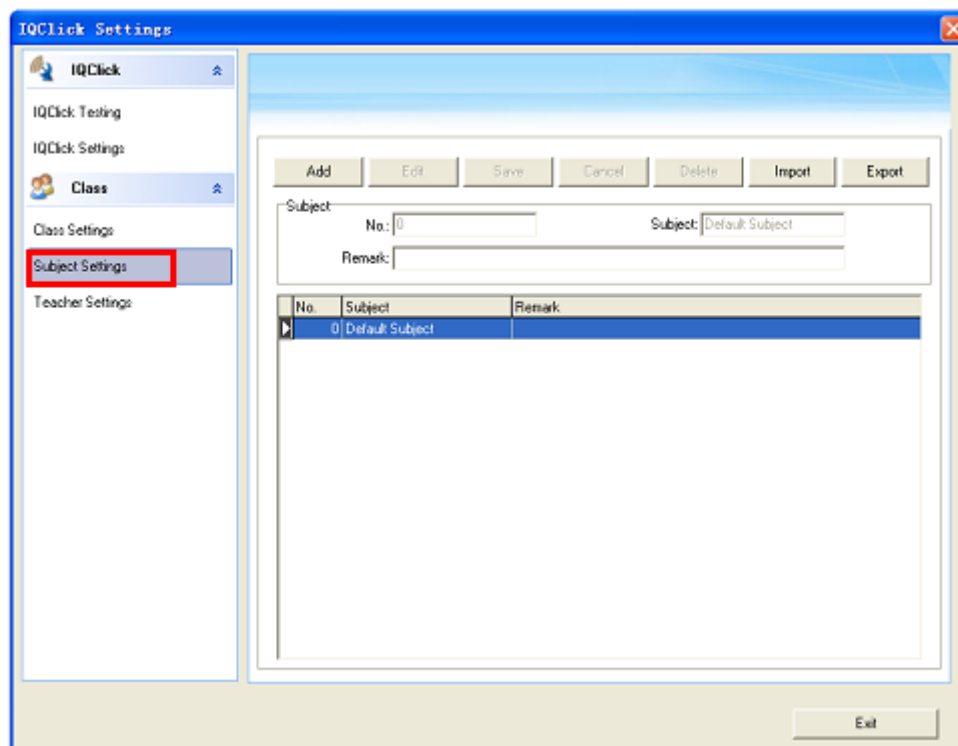 IQClick Settings
IQClick
IQClick Testing
IQClick Settings
Class
Class Settings
Subject Settings
Teacher Settings
Add Edit Save Cancel Delete Import Export
Subject
No.: 0 Subject: Default Subject
Remark:
No. Subject Remark
0 Default Subject
Exit